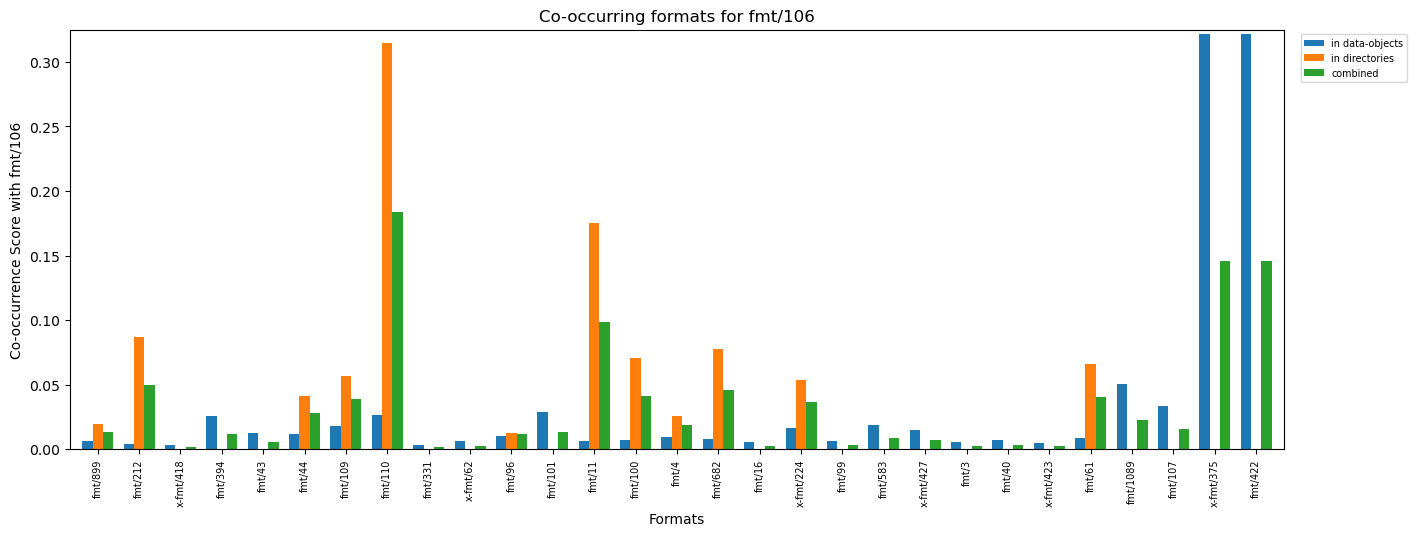 Co-occurring formats for fmt/106
Co-occurrence Score with fmt/106
0.30
0.25
0.20
0.15
0.10
0.05
0.00
fmt/899
fmt/212
x-fmt/418
fmt/394
fmt/43
fmt/44
fmt/109
fmt/110
fmt/331
x-fmt/62
fmt/96
fmt/101
fmt/11
fmt/100
fmt/4
fmt/682
fmt/16
x-fmt/224
fmt/99
fmt/583
x-fmt/427
fmt/3
fmt/40
x-fmt/423
fmt/61
fmt/1089
fmt/107
x-fmt/375
fmt/422
Formats
in data-objects
in directories
combined